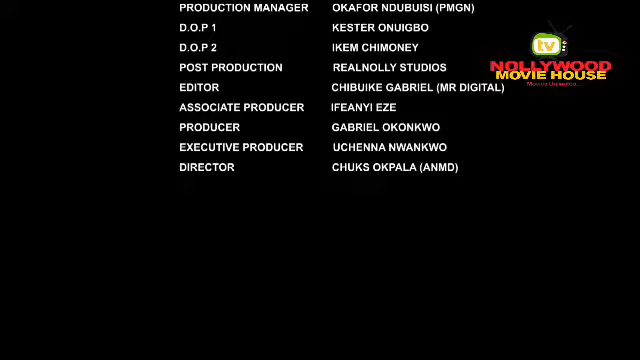 PRODUCTION MANAGER OKAFOR NDUBUISI (PMGN)
D.O.P 1 KESTER ONUIGBO
D.O.P 2 IKEM CHIMONEY
POST PRODUCTION REALNOLLY STUDIOS
EDITOR CHIBUIKE GABRIEL (MR DIGITAL)
ASSOCIATE PRODUCER IFEANYI EZE
PRODUCER GABRIEL OKONKWO
EXECUTIVE PRODUCER UCHENNA NWANKWO
DIRECTOR CHUKS OKPALA (ANMD)
tv
NOLLYWOOD
MOVIE HOUSE
Movies Unlimited...